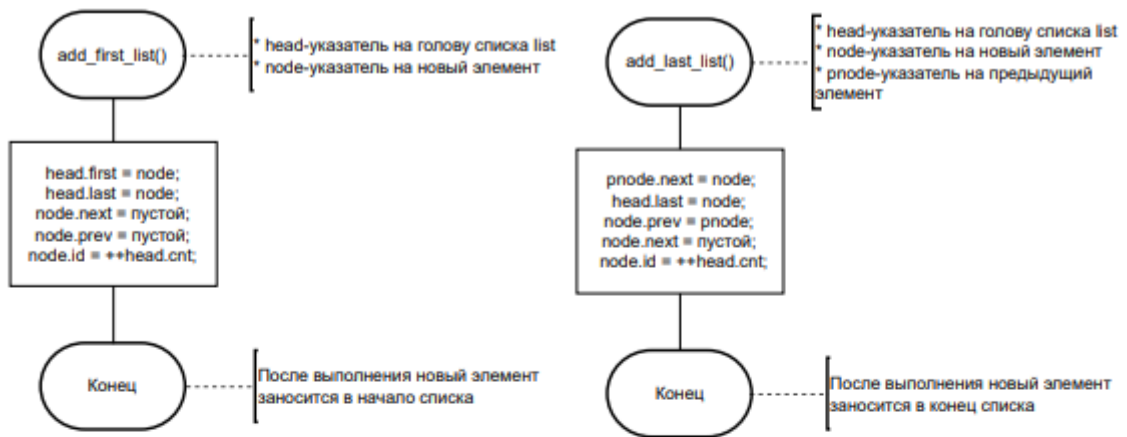 add_first_list()
* head-указатель на голову списка list
* node-указатель на новый элемент
head.first = node;
head.last = node;
node.next = пустой;
node.prev = пустой;
node.id = ++head.cnt;
Конец
После выполнения новый элемент
заносится в начало списка
add_last_list()
* head-указатель на голову списка list
* node-указатель на новый элемент
* pnode-указатель на предыдущий
элемент
pnode.next = node;
head.last = node;
node.prev = pnode;
node.next = пустой;
node.id = ++head.cnt;
Конец
После выполнения новый элемент
заносится в конец списка